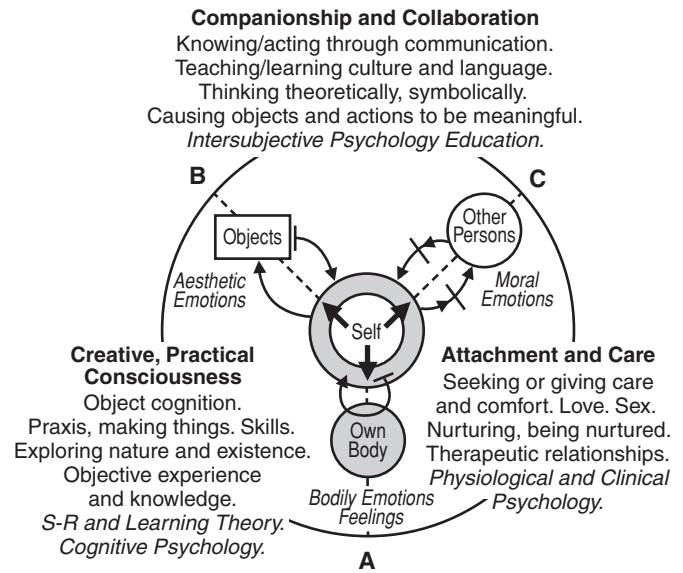 Companionship and Collaboration
Knowing/acting through communication.
Teaching/learning culture and language.
Thinking theoretically, symbolically.
Causing objects and actions to be meaningful.
Intersubjective Psychology Education.
B
C
Objects
Other
Persons
Aesthetic
Emotions
Moral
Emotions
Self
Creative, Practical
Consciousness
Object cognition.
Praxis, making things. Skills.
Exploring nature and existence.
Objective experience
and knowledge.
S-R and Learning Theory.
Cognitive Psychology.
Attachment and Care
Seeking or giving care
and comfort. Love. Sex.
Nurturing, being nurtured.
Therapeutic relationships.
Physiological and Clinical
Psychology.
Own
Body
Bodily Emotions
Feelings
A